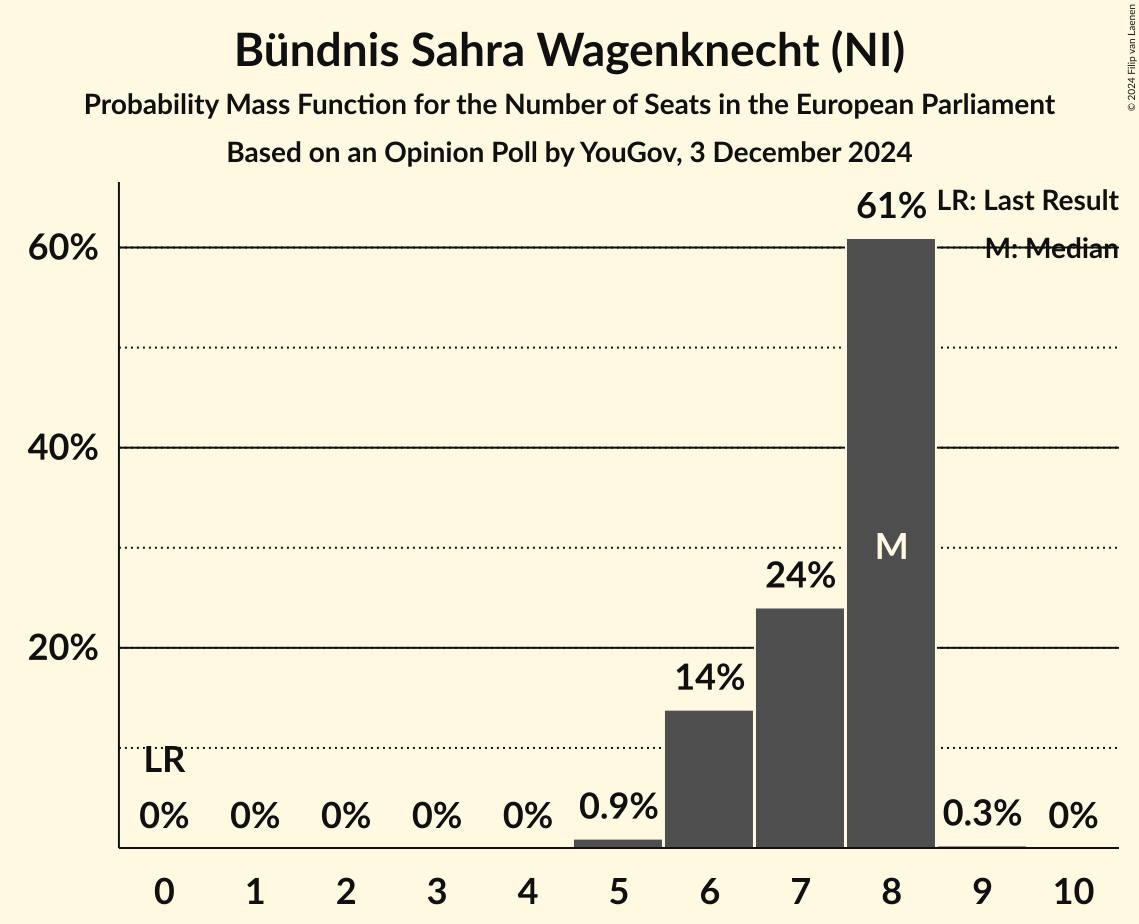 Bündnis Sahra Wagenknecht (NI)
Probability Mass Function for the Number of Seats in the European Parliament
Based on an Opinion Poll by YouGov, 3 December 2024
© 2024 Filip van Laenen
LR: Last Result
M: Median
61%
60%
40%
M
24%
20%
14%
LR
0% 0% 0% 0% 0% 0.9% 0.3% 0%
0 1 2 3 4 5 6 7 8 9 10